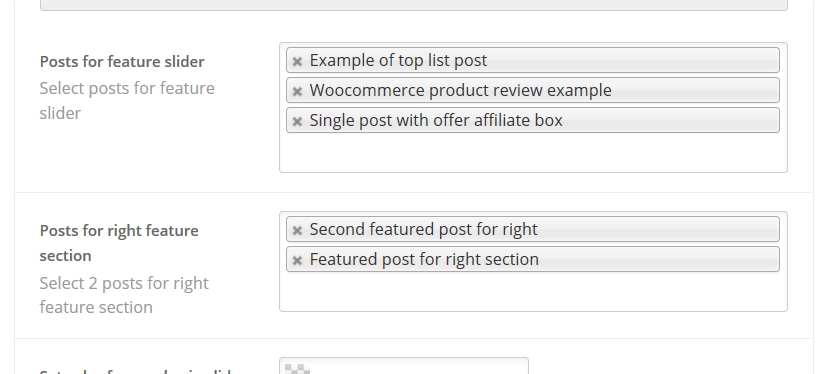 Posts for feature slider
Select posts for feature
slider
× Example of top list post
× Woocommerce product review example
× Single post with offer affiliate box
Posts for right feature
section
Select 2 posts for right
feature section
× Second featured post for right
× Featured post for right section